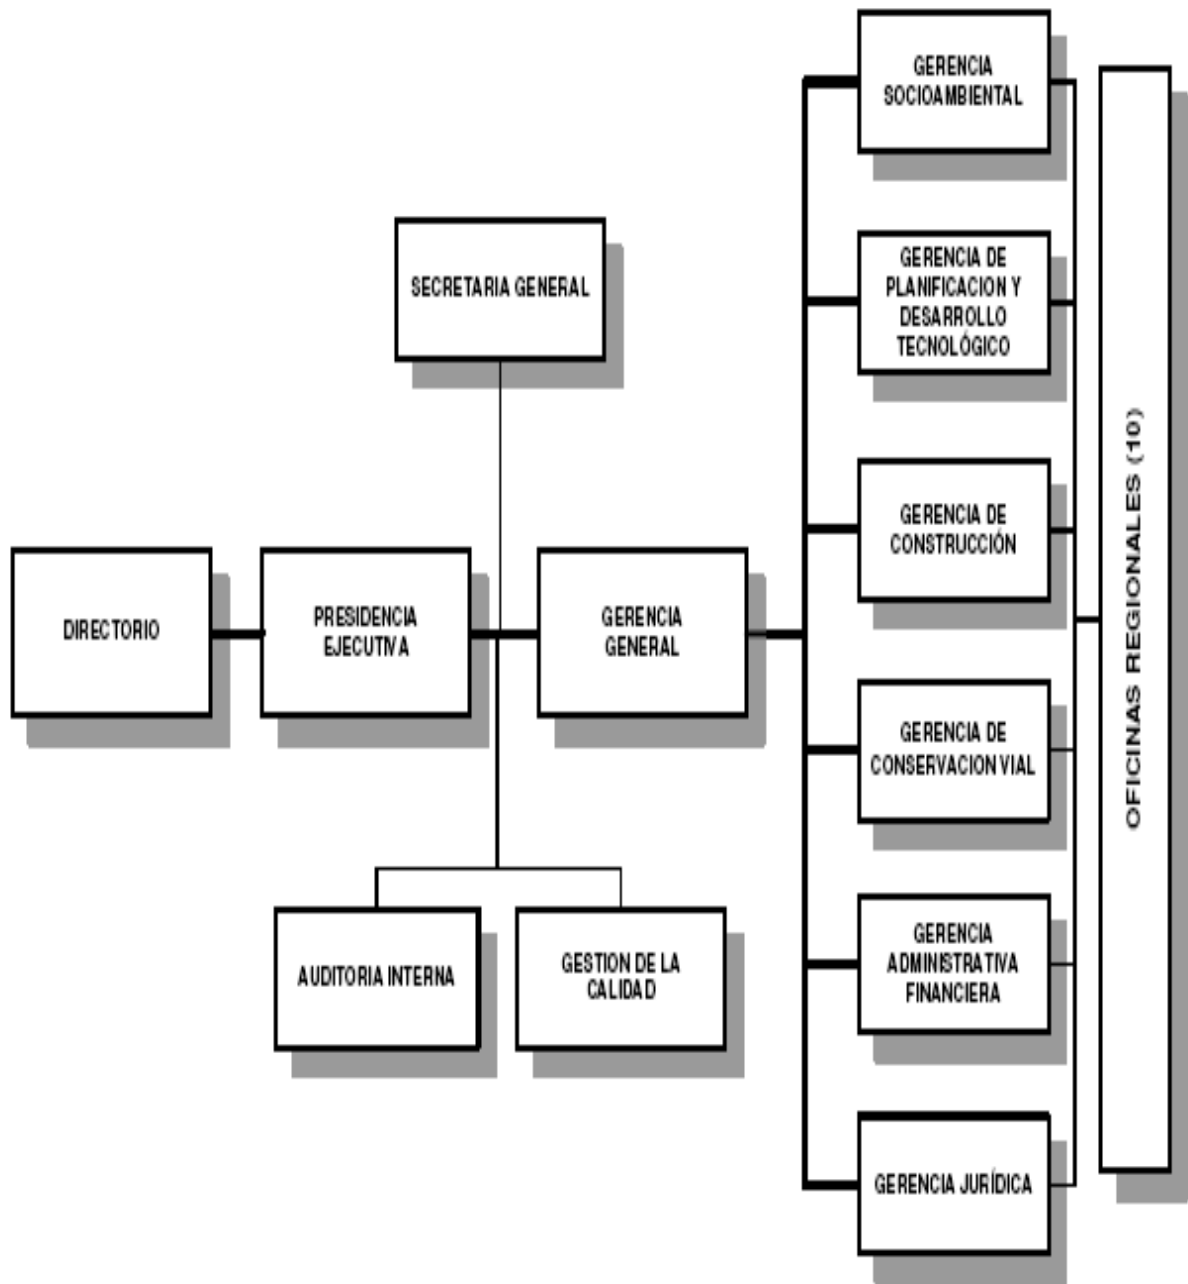 DIRECTORIO
PRESIDENCIA
EJECUTIVA
SECRETARIA GENERAL
AUDITORIA INTERNA
GESTION DE LA
CALIDAD
GERENCIA
GENERAL
GERENCIA
SOCIOAMBIENTAL
GERENCIA DE
PLANIFICACION Y
DESARROLLO
TECNOLÓGICO
GERENCIA DE
CONSTRUCCIÓN
GERENCIA DE
CONSERVACION VIAL
GERENCIA
ADMINISTRATIVA
FINANCIERA
GERENCIA JURÍDICA
OFICINAS REGIONALES (10)